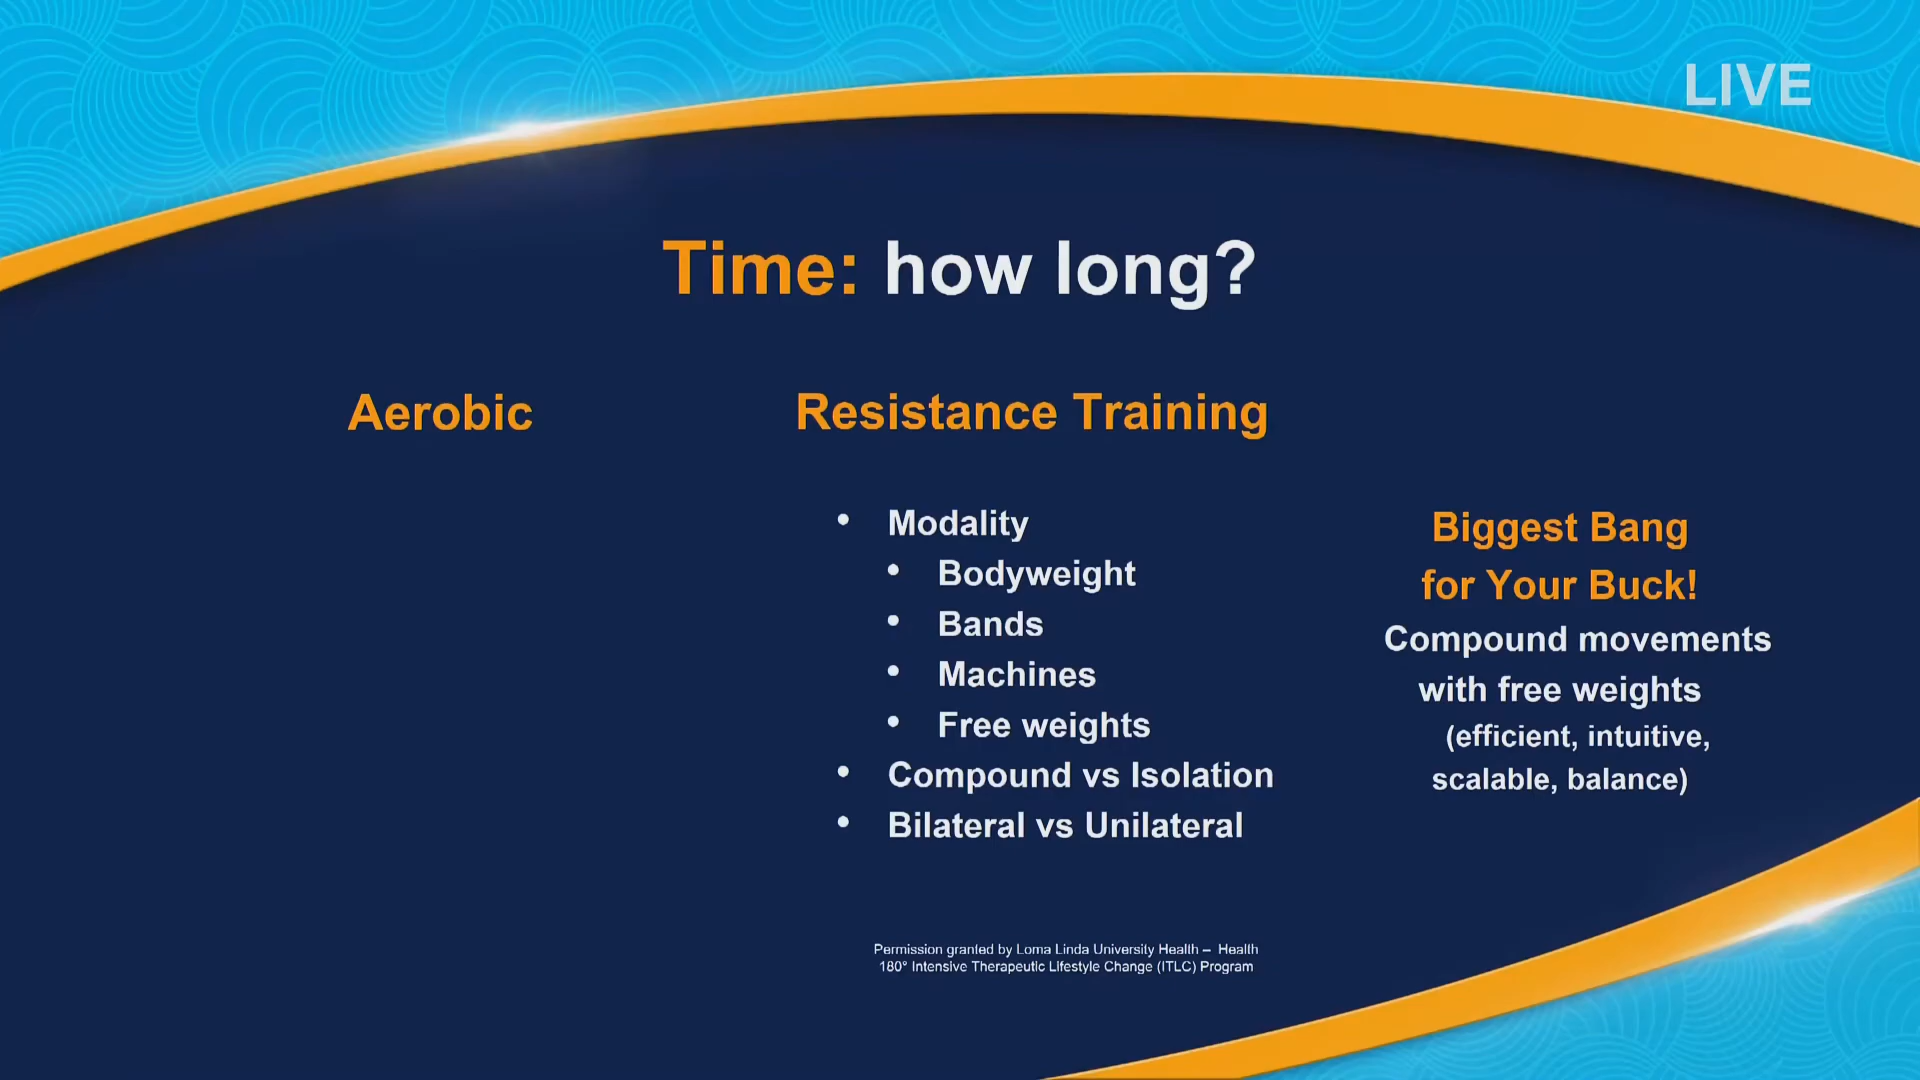 LIVE
Time: how long?
Aerobic
Resistance Training
• Modality
• Bodyweight
• Bands
• Machines
• Free weights
• Compound vs Isolation
• Bilateral vs Unilateral
Biggest Bang
for Your Buck!
Compound movements
with free weights
(efficient, intuitive,
scalable, balance)
Permission granted by Loma Linda University Health – Health
180° Intensive Therapeutic Lifestyle Change (ITLC) Program